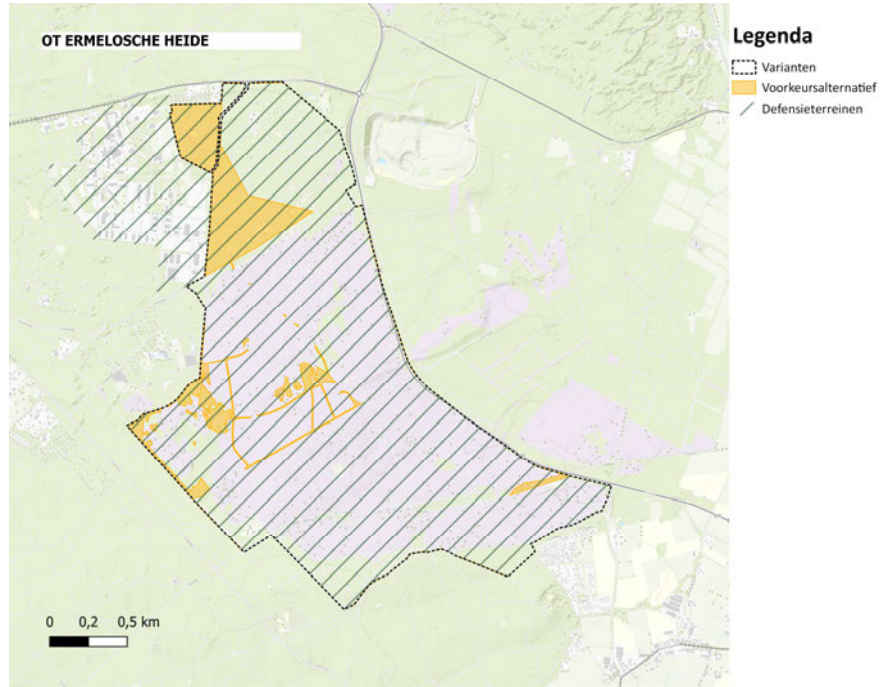 OT ERMELOSCHE HEIDE
Legenda
Varianten
Voorkeursalternatief
Defensieterreinen
0 0,2 0,5 km